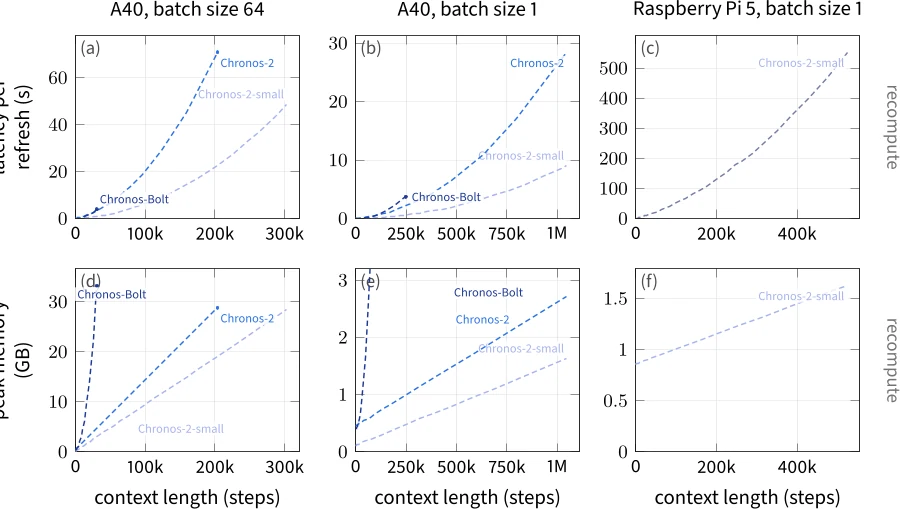 A40, batch size 64
A40, batch size 1
Raspberry Pi 5, batch size 1
refresh (s)
(a)
Chronos-2
Chronos-2-small
Chronos-Bolt
0
20
40
60
0
100k
200k
300k
(b)
Chronos-2
Chronos-2-small
Chronos-Bolt
0
10
20
30
0
250k
500k
750k
1M
(c)
Chronos-2-small
0
100
200
300
400
500
0
200k
400k
recompute
(GB)
(d)
Chronos-Bolt
Chronos-2
Chronos-2-small
0
10
20
30
0
100k
200k
300k
context length (steps)
(e)
Chronos-Bolt
Chronos-2
Chronos-2-small
0
1
2
3
0
250k
500k
750k
1M
context length (steps)
(f)
Chronos-2-small
0
0.5
1
1.5
0
200k
400k
context length (steps)
recompute